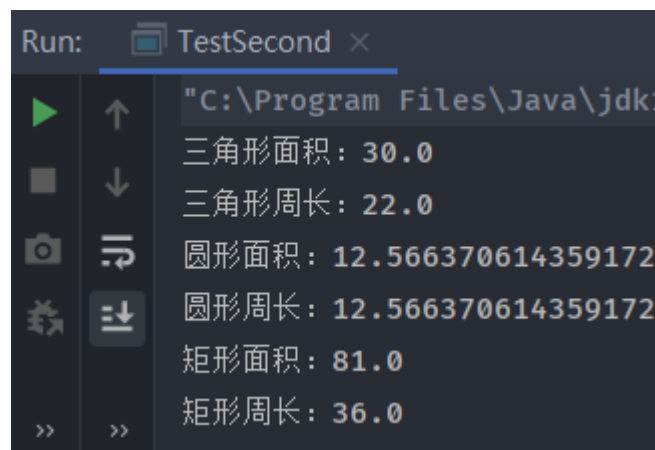 Run: TestSecond ×
"C:\Program Files\Java\jdk
三角形面积：30.0
三角形周长：22.0
圆形面积：12.566370614359172
圆形周长：12.566370614359172
矩形面积：81.0
矩形周长：36.0